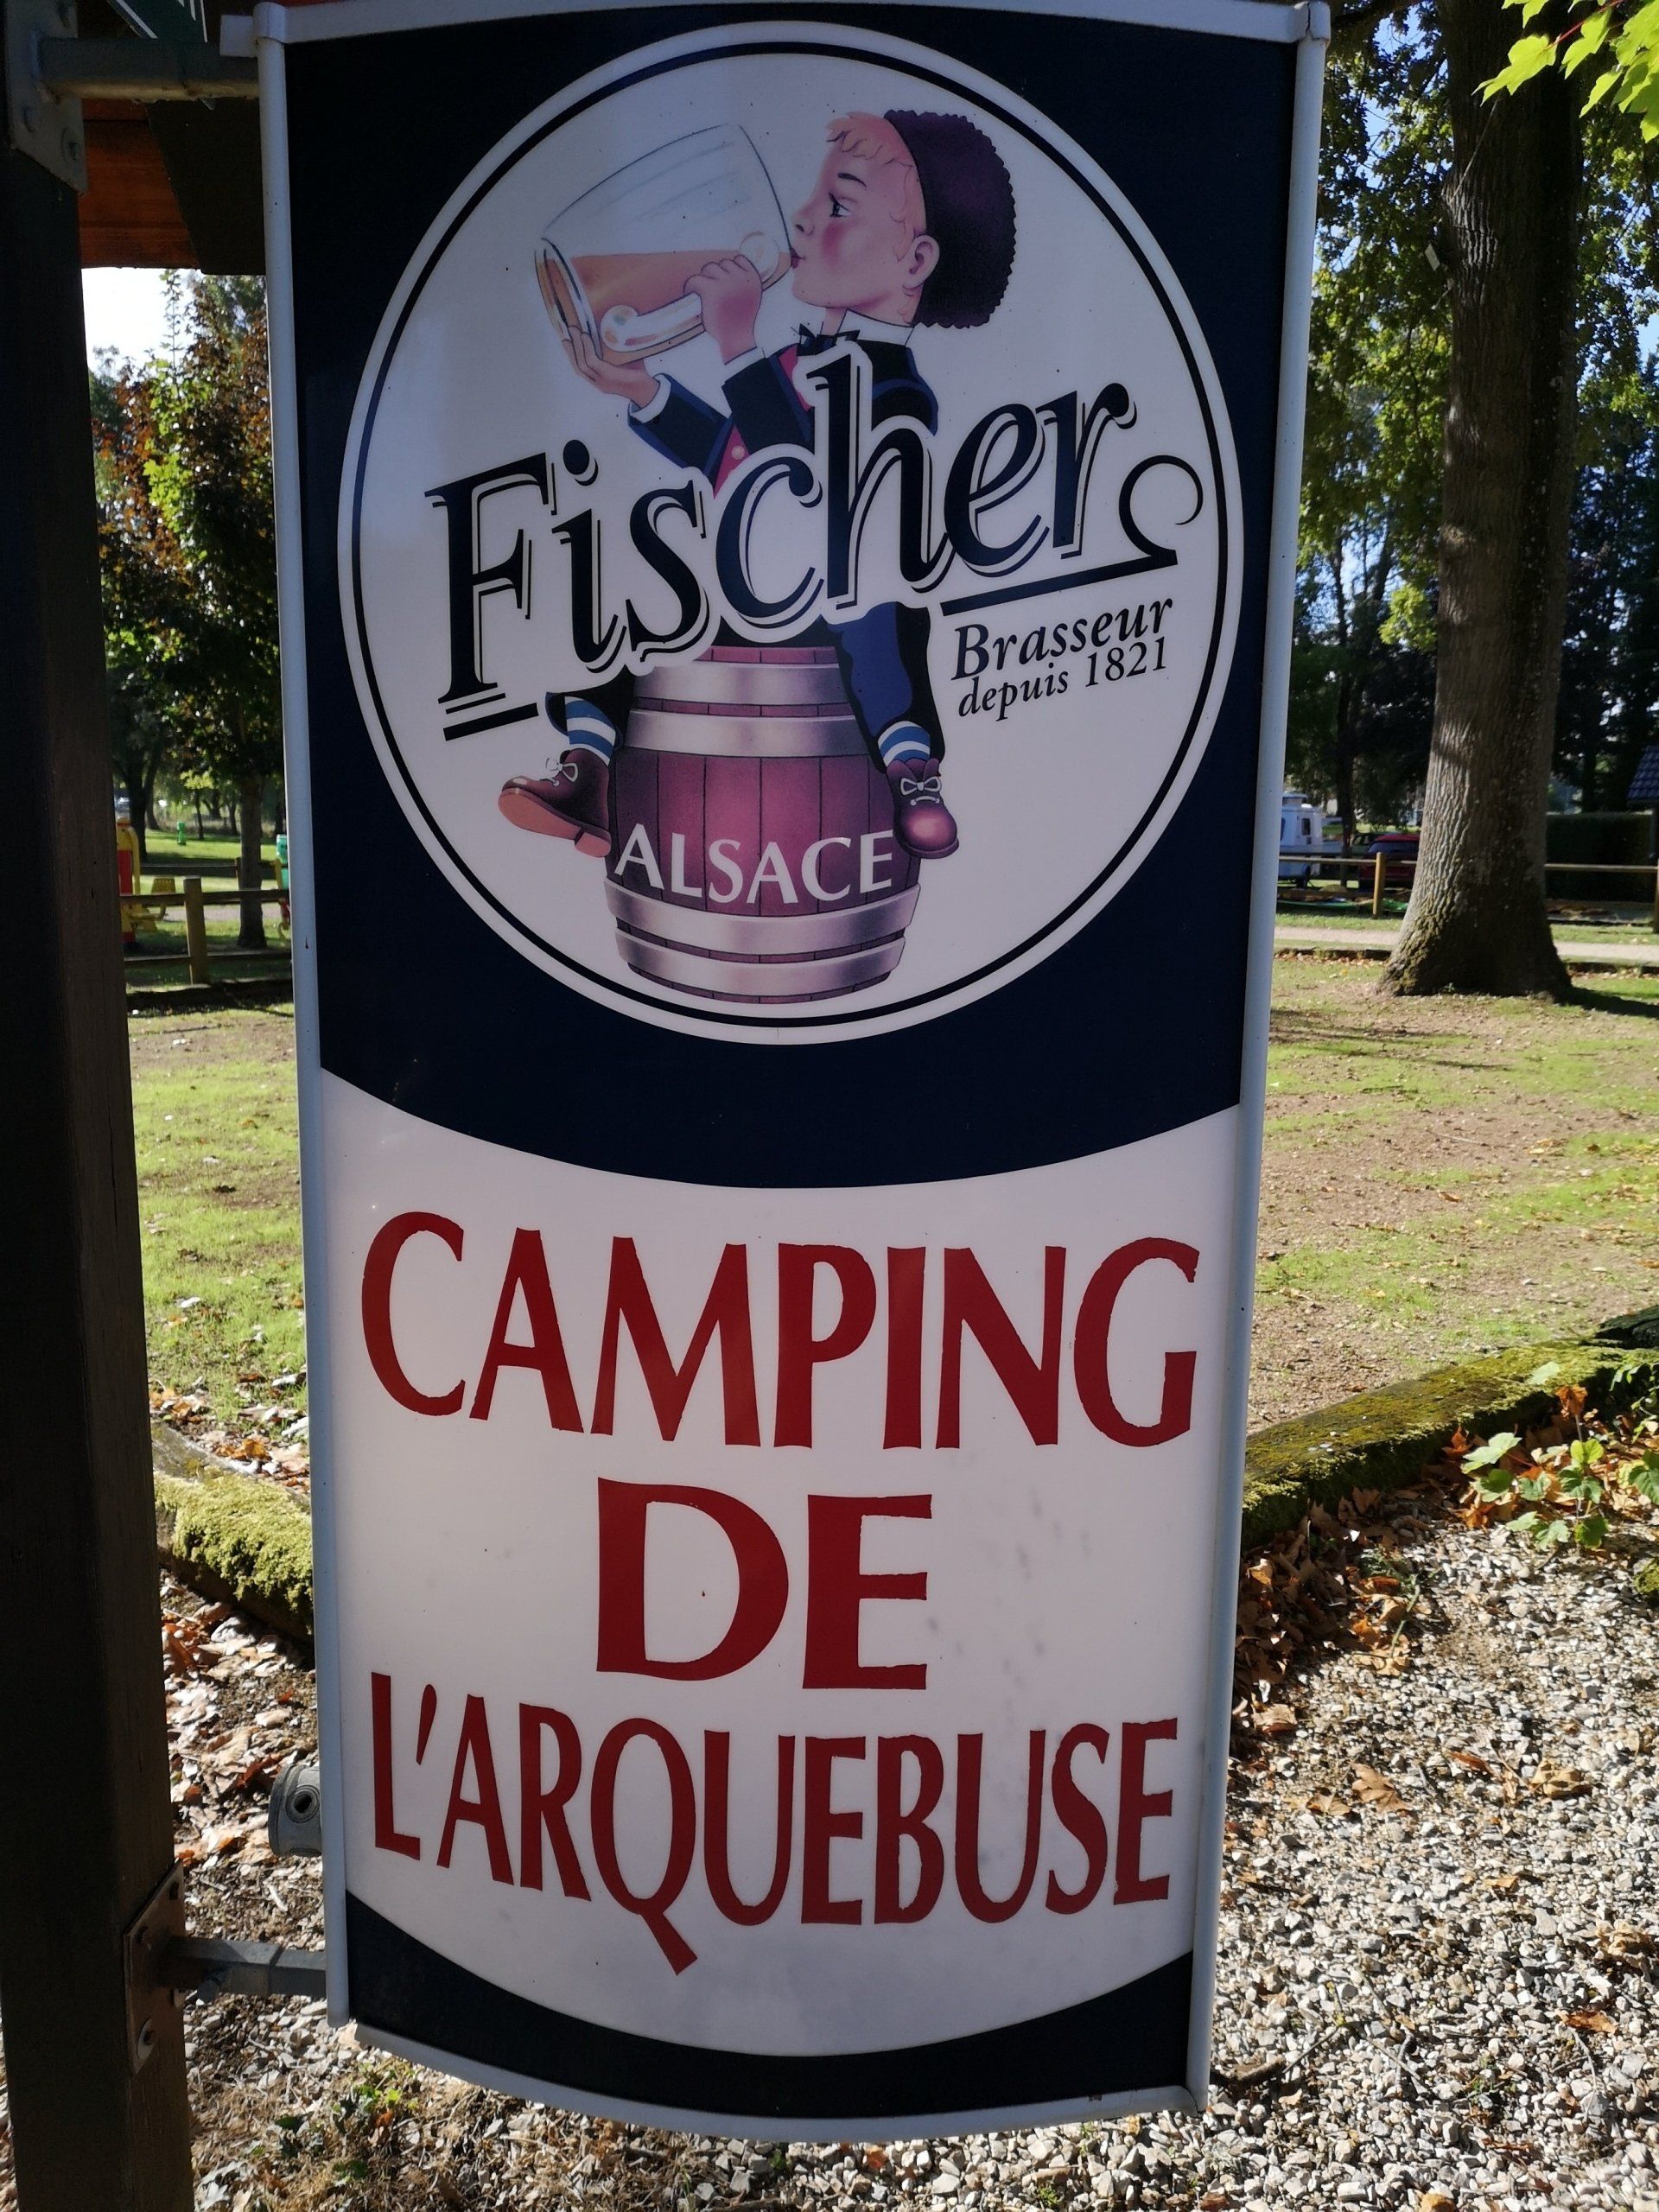 Fischer
Brasseur
depuis 1821
ALSACE
CAMPING
DE
L'ARQUEBUSE